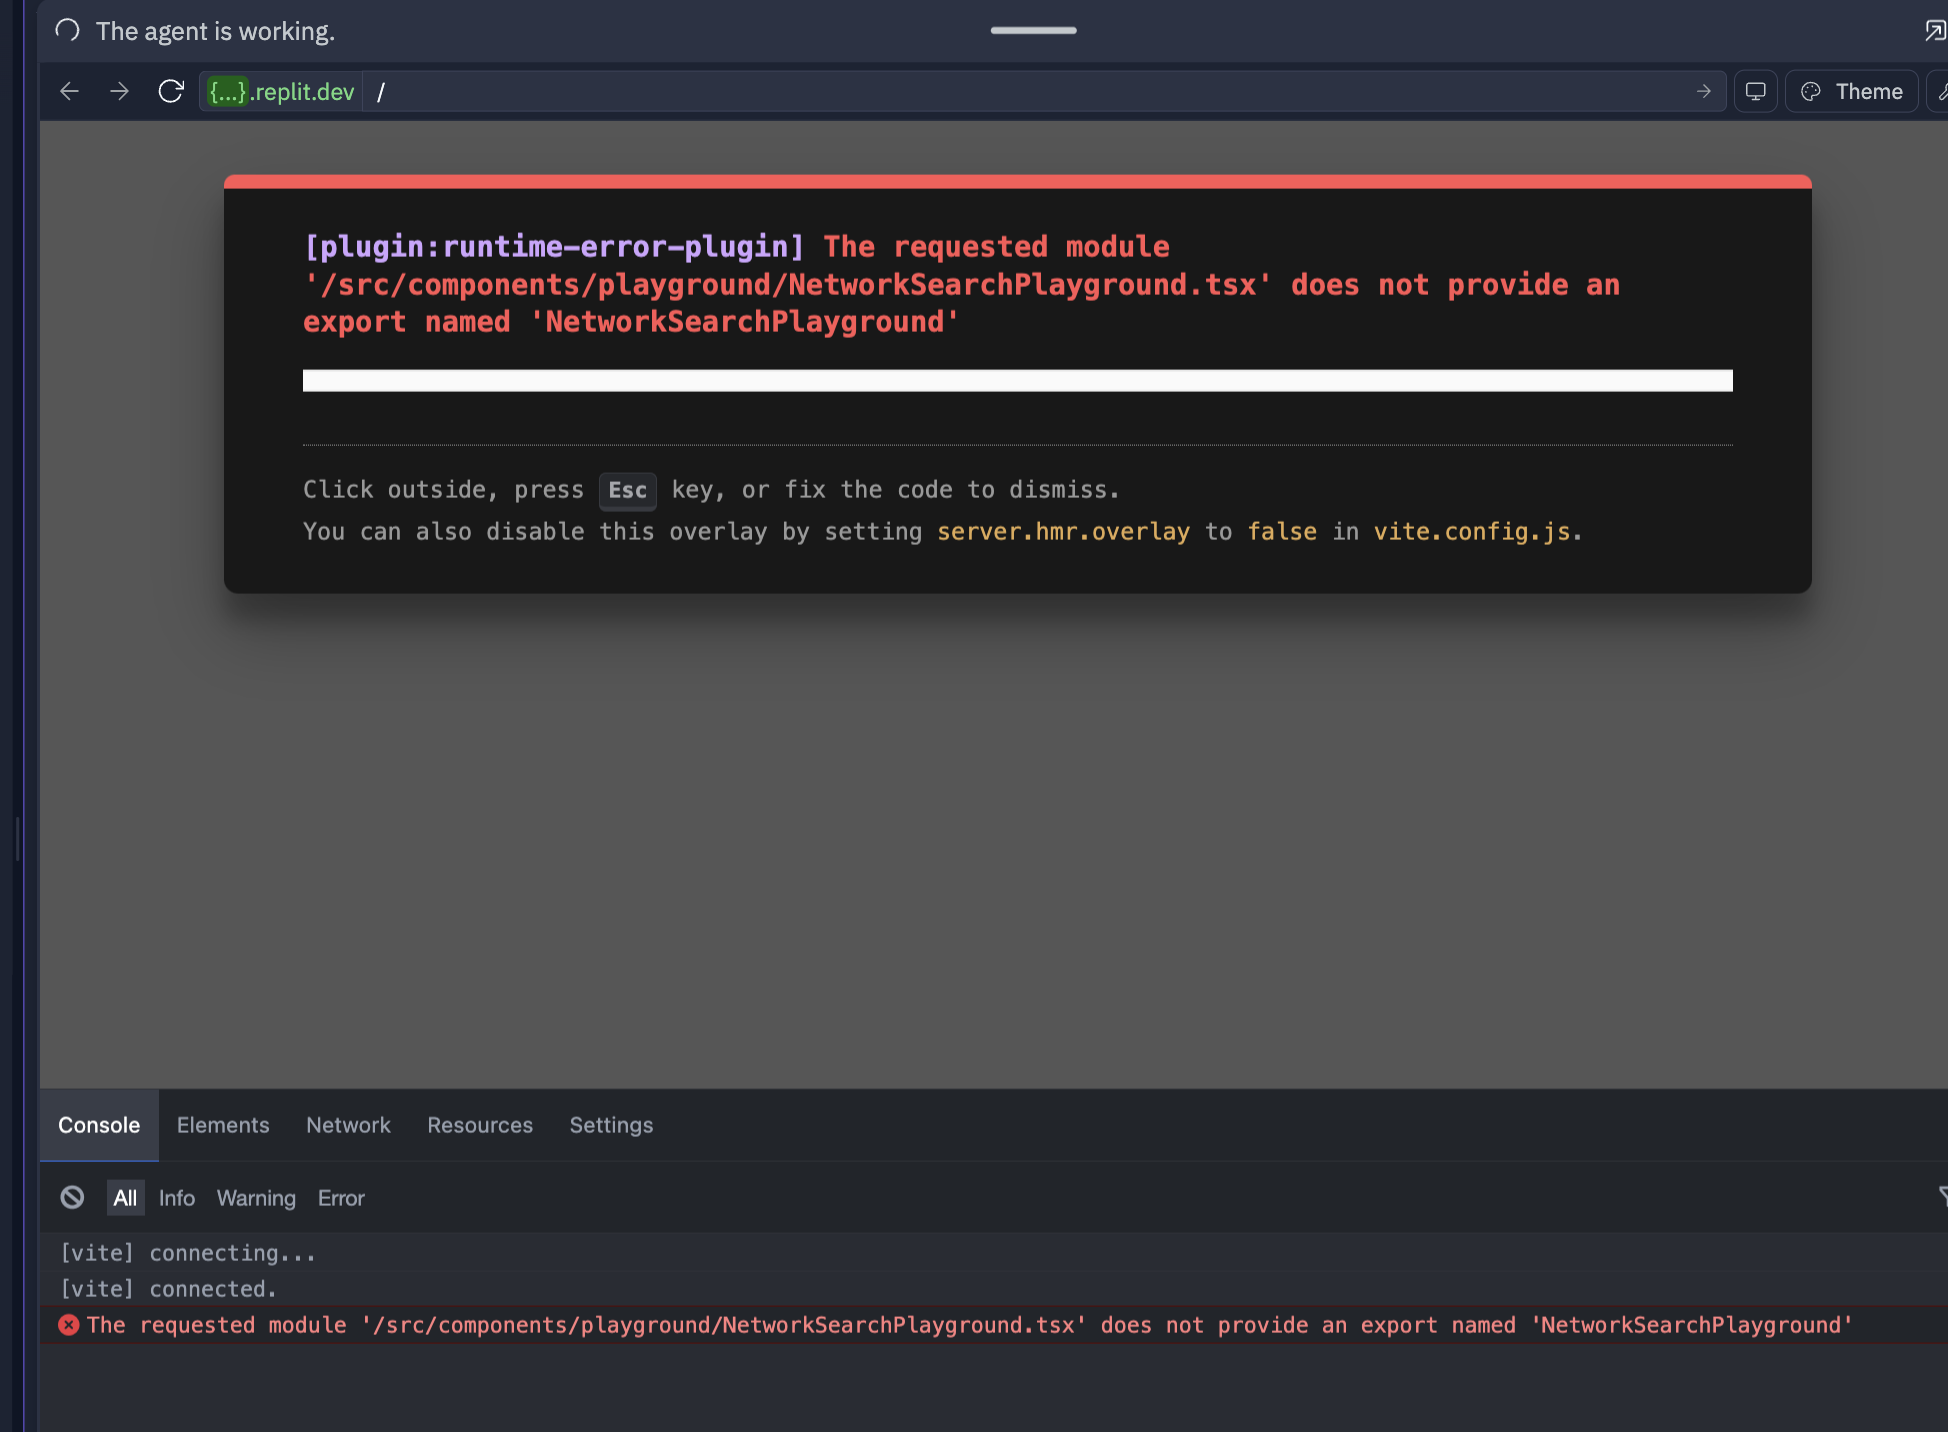 The agent is working.
{...}.replit.dev /
Theme
[plugin:runtime-error-plugin] The requested module
'/src/components/playground/NetworkSearchPlayground.tsx' does not provide an
export named 'NetworkSearchPlayground'
Click outside, press Esc key, or fix the code to dismiss.
You can also disable this overlay by setting server.hmr.overlay to false in vite.config.js.
Console Elements Network Resources Settings
All Info Warning Error
[vite] connecting...
[vite] connected.
The requested module '/src/components/playground/NetworkSearchPlayground.tsx' does not provide an export named 'NetworkSearchPlayground'